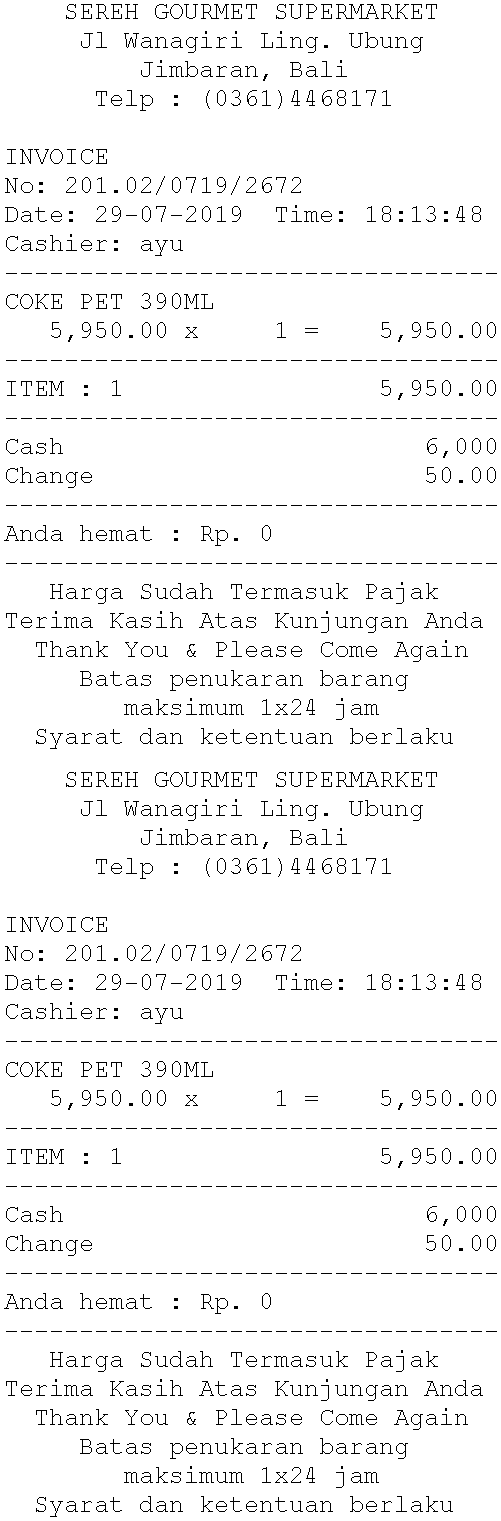 SEREH GOURMET SUPERMARKET
Jl Wanagiri Ling. Ubung
Jimbaran, Bali
Telp : (0361)4468171
INVOICE
No: 201.02/0719/2672
Date: 29-07-2019  Time: 18:13:48
Cashier: ayu
---------------------------------
COKE PET 390ML
5,950.00 x     1 =    5,950.00
---------------------------------
ITEM : 1                 5,950.00
---------------------------------
Cash                        6,000
Change                      50.00
---------------------------------
Anda hemat : Rp. 0
---------------------------------
Harga Sudah Termasuk Pajak
Terima Kasih Atas Kunjungan Anda
Thank You & Please Come Again
Batas penukaran barang
maksimum 1x24 jam
Syarat dan ketentuan berlaku
SEREH GOURMET SUPERMARKET
Jl Wanagiri Ling. Ubung
Jimbaran, Bali
Telp : (0361)4468171
INVOICE
No: 201.02/0719/2672
Date: 29-07-2019  Time: 18:13:48
Cashier: ayu
---------------------------------
COKE PET 390ML
5,950.00 x     1 =    5,950.00
---------------------------------
ITEM : 1                 5,950.00
---------------------------------
Cash                        6,000
Change                      50.00
---------------------------------
Anda hemat : Rp. 0
---------------------------------
Harga Sudah Termasuk Pajak
Terima Kasih Atas Kunjungan Anda
Thank You & Please Come Again
Batas penukaran barang
maksimum 1x24 jam
Syarat dan ketentuan berlaku